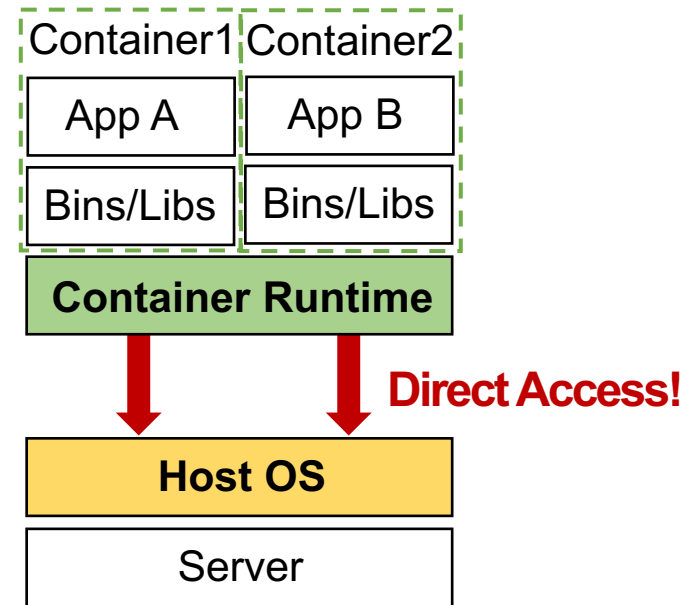 Container1 Container2
App A App B
Bins/Libs Bins/Libs
Container Runtime
Direct Access!
Host OS
Server